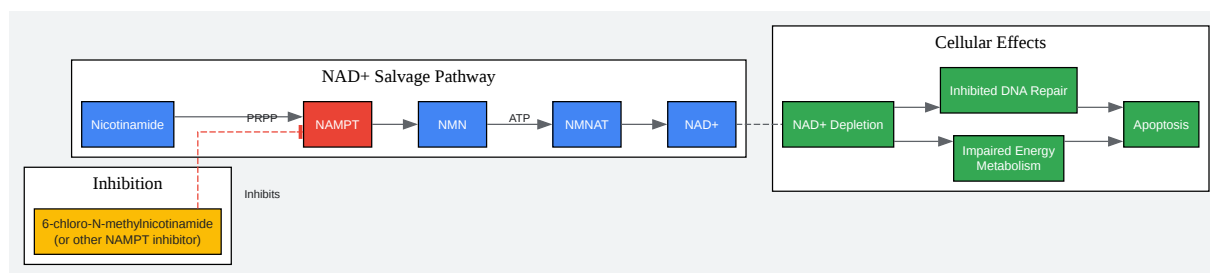 Cellular Effects
NAD+ Salvage Pathway
Inhibited DNA Repair
Nicotinamide
PRPP
NAMPT
NMN
ATP
NMNAT
NAD+
NAD+ Depletion
Apoptosis
Impaired Energy
Metabolism
Inhibition
Inhibits
6-chloro-N-methylnicotinamide
(or other NAMPT inhibitor)